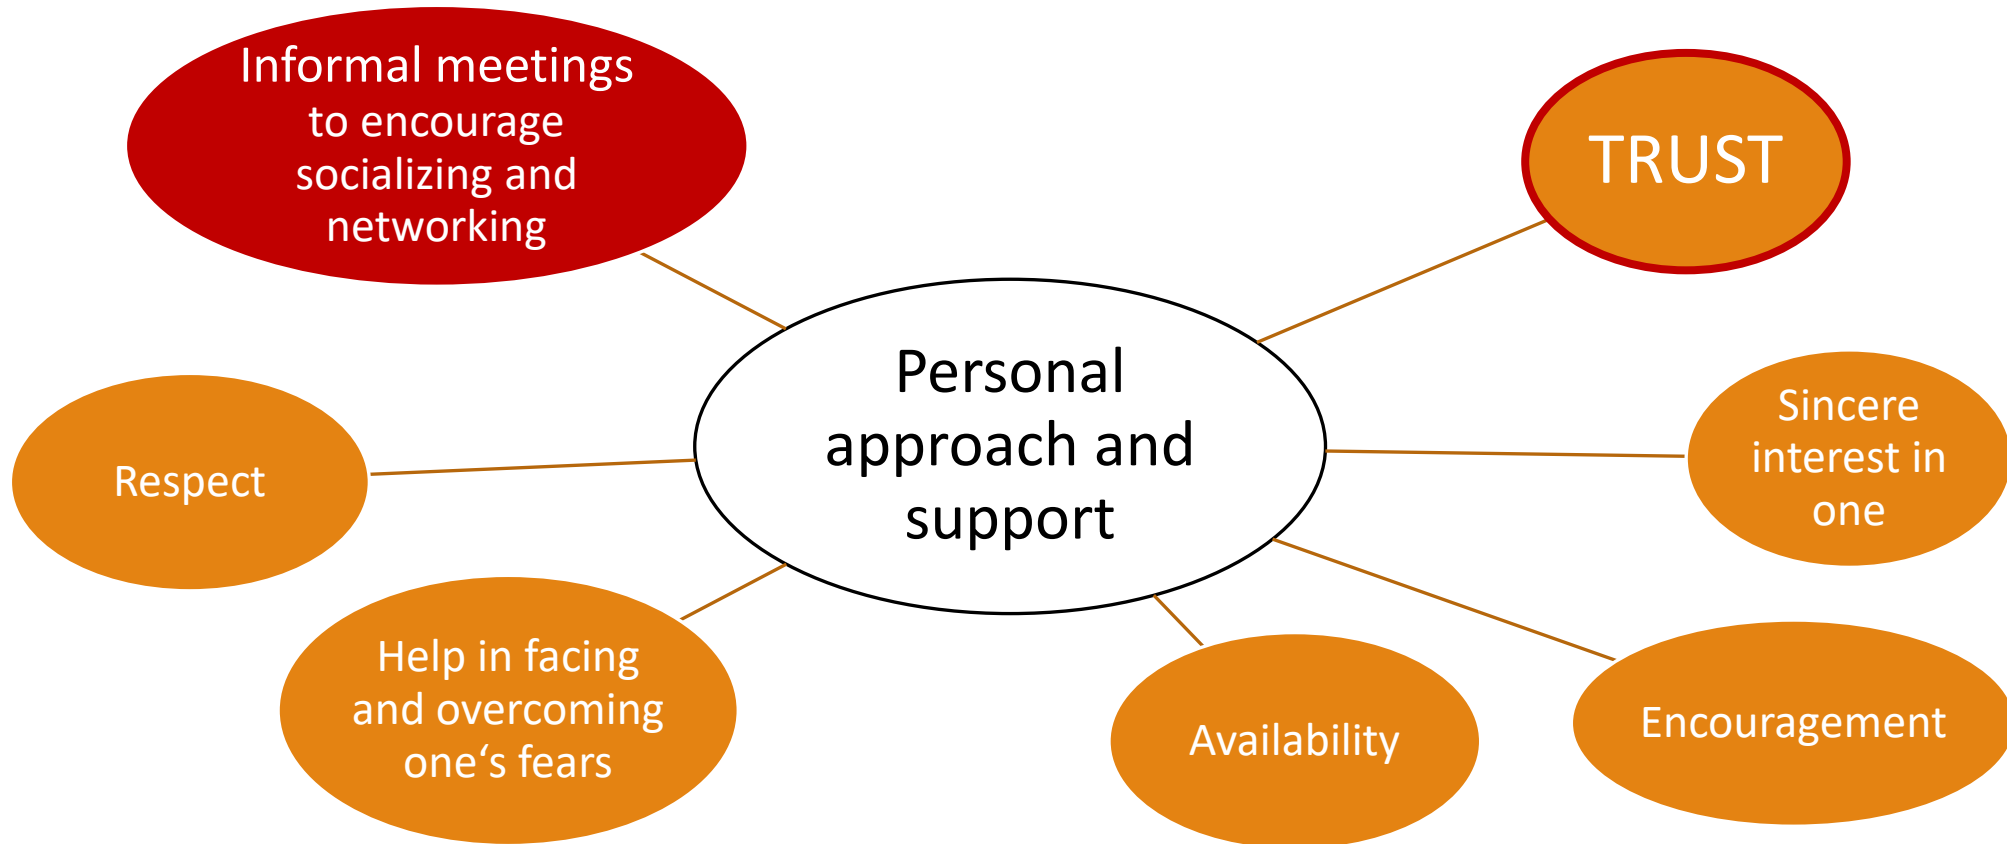 Informal meetings
to encourage
socializing and
networking
TRUST
Personal
approach and
support
Sincere
interest in
one
Respect
Help in facing
and overcoming
one‘s fears
Availability
Encouragement